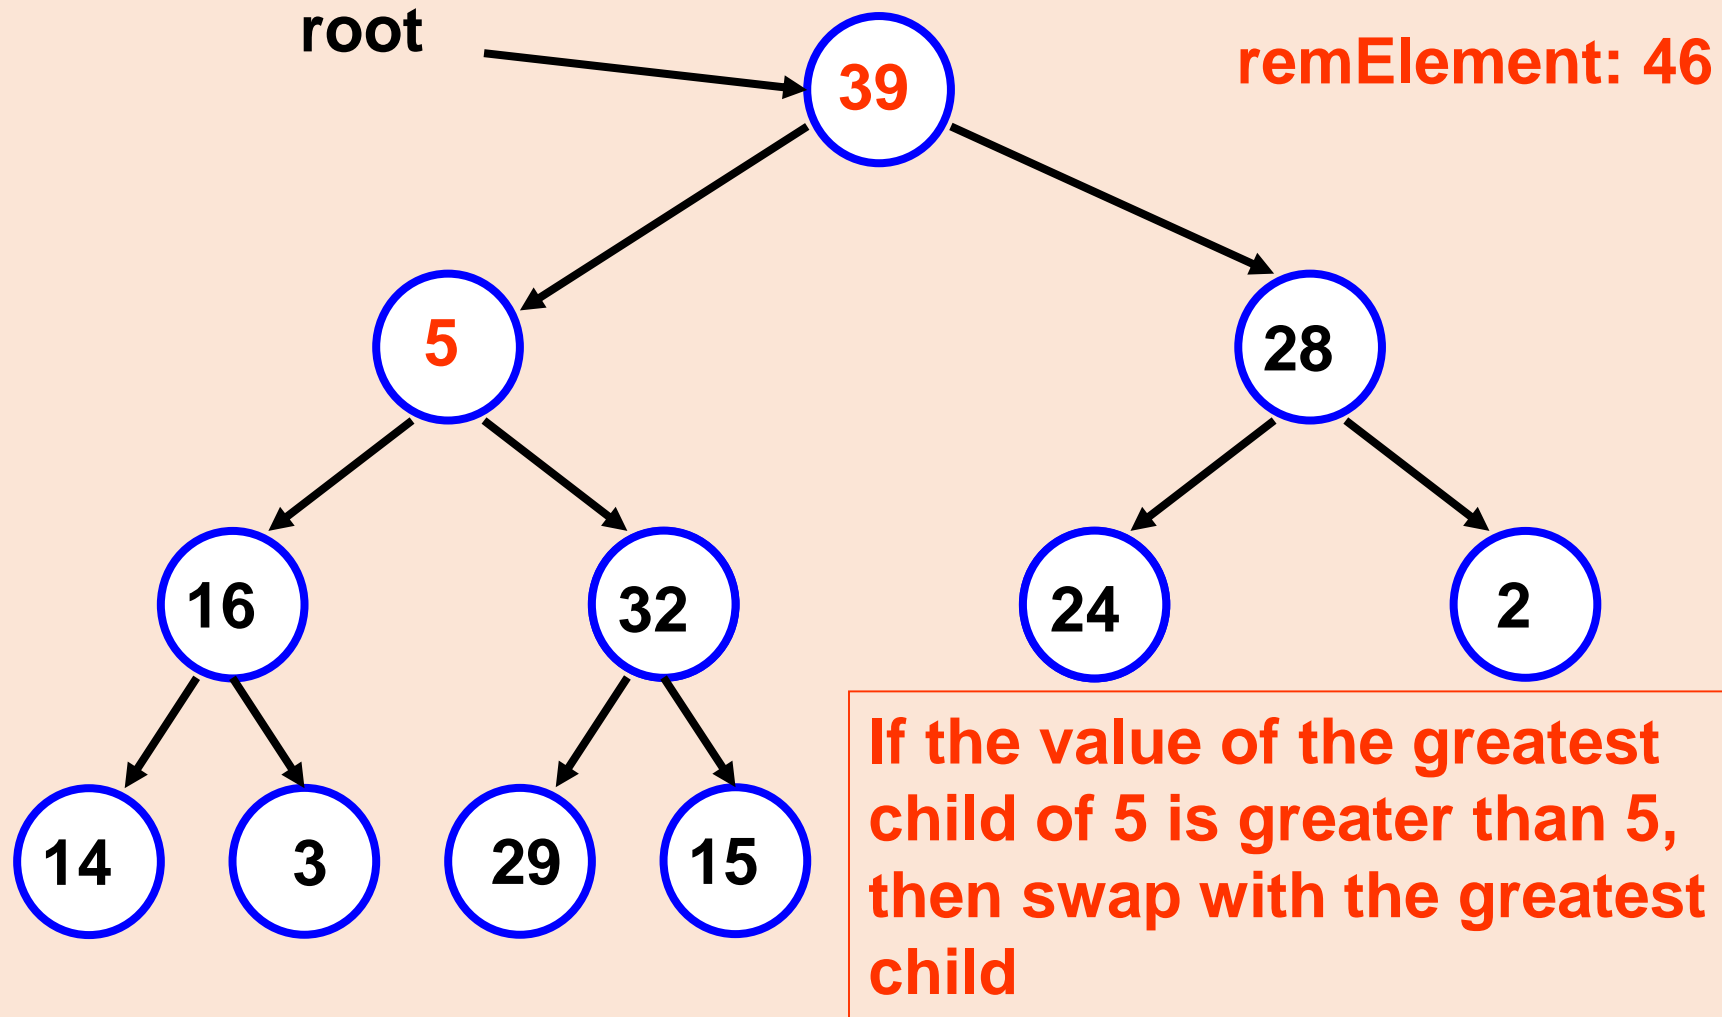 root
remElement: 46
39
5
28
16
32
24
2
14
3
29
15
If the value of the greatest
child of 5 is greater than 5,
then swap with the greatest
child